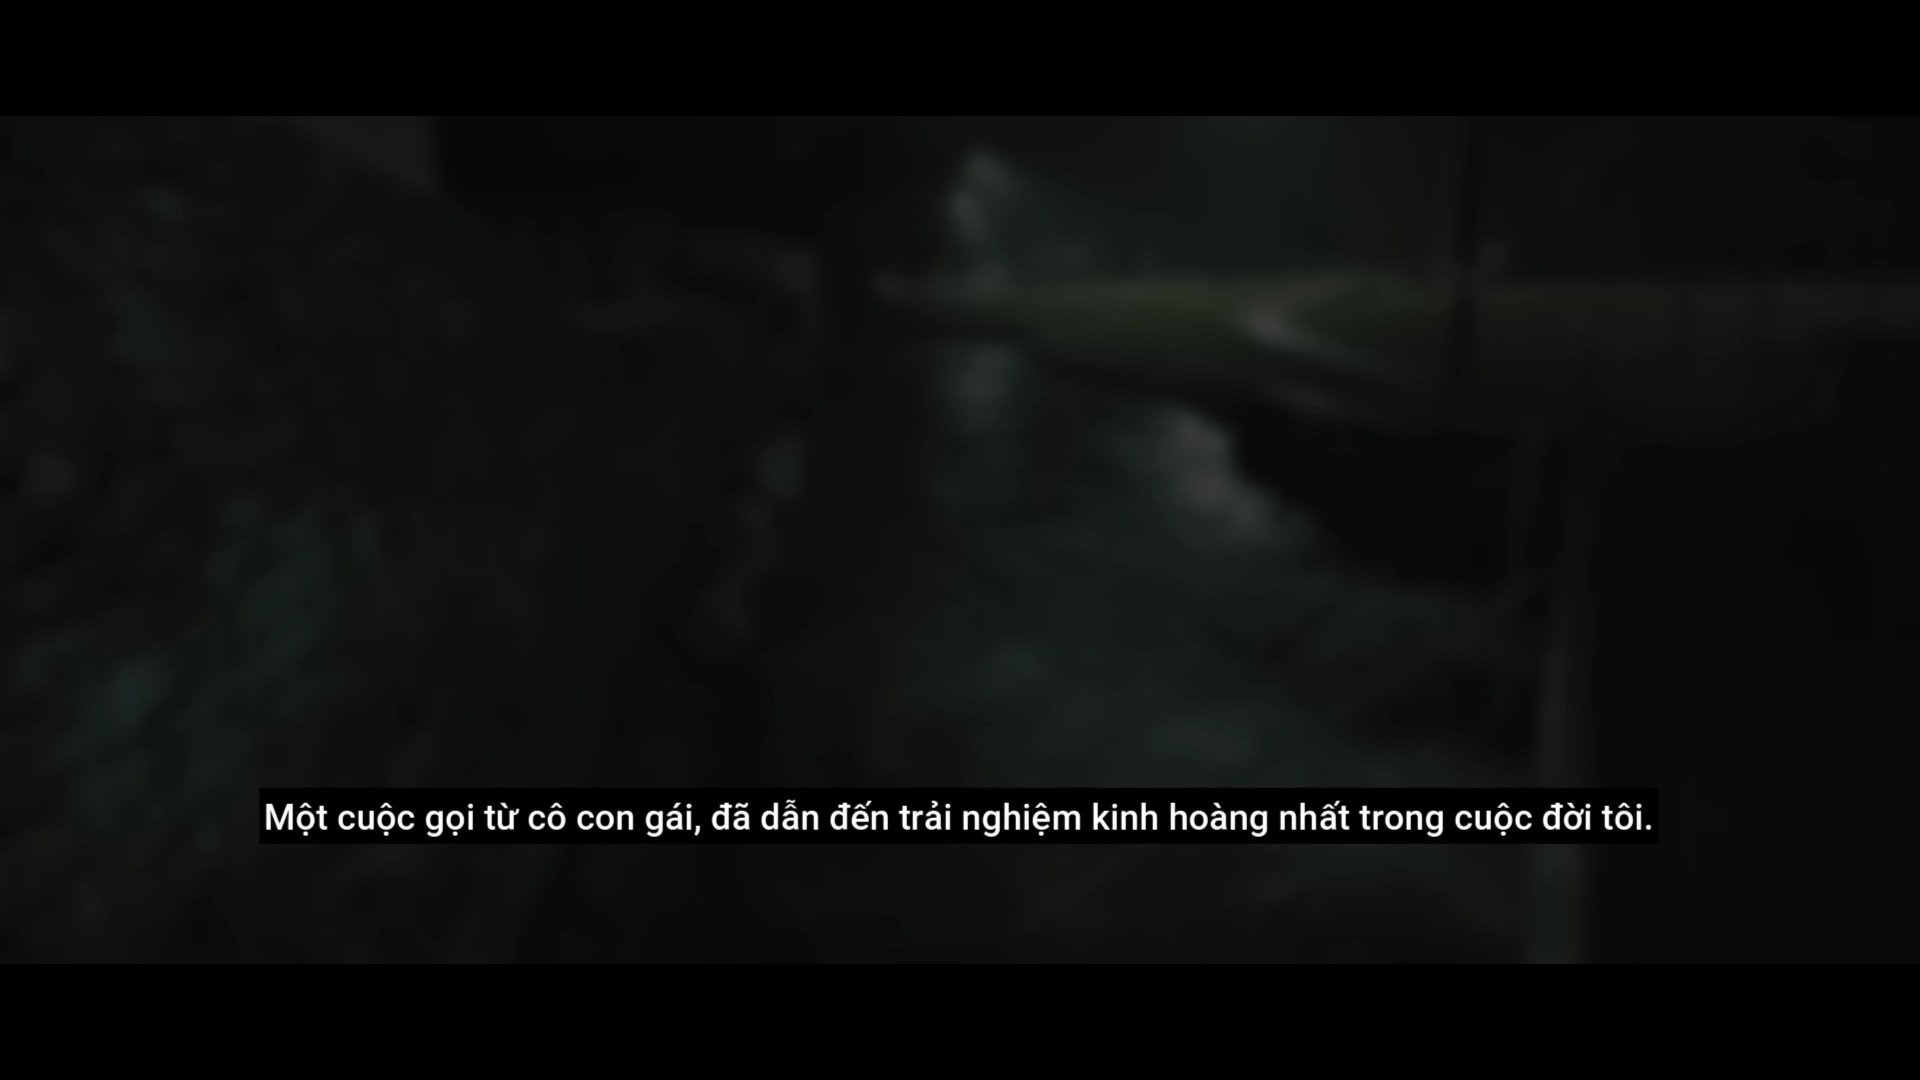 Một cuộc gọi từ cô con gái, đã dẫn đến trải nghiệm kinh hoàng nhất trong cuộc đời tôi.